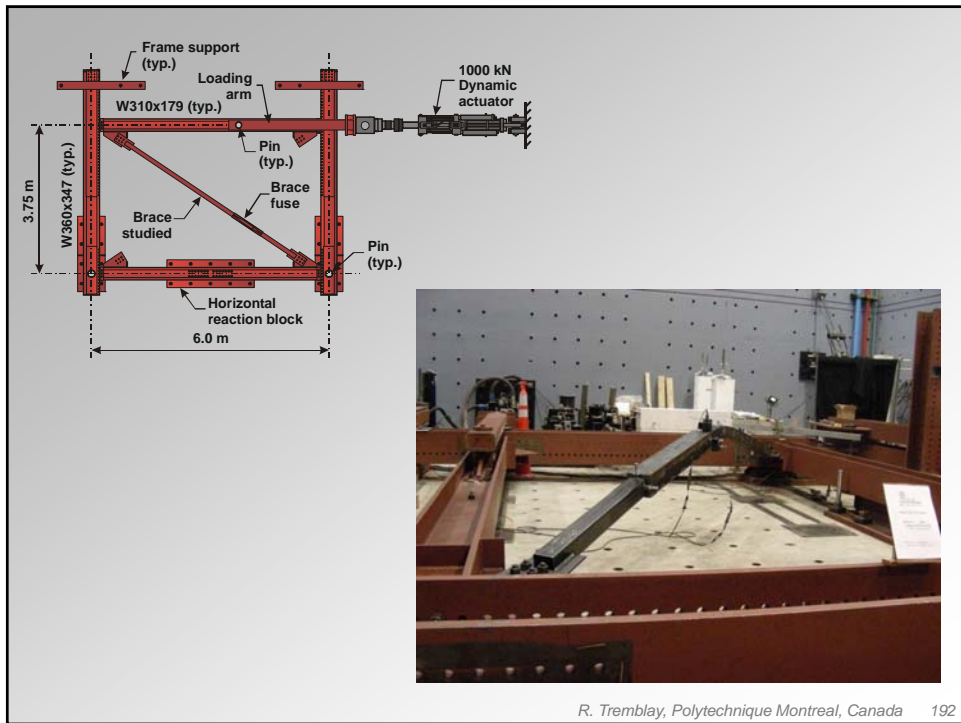 Frame support
(typ.)
Loading
arm
1000 kN
Dynamic
actuator
W310x179 (typ.)
Pin
(typ.)
3.75 m
W360x347 (typ.)
Brace
fuse
Brace
studied
Pin
(typ.)
Horizontal
reaction block
6.0 m
R. Tremblay, Polytechnique Montreal, Canada 192